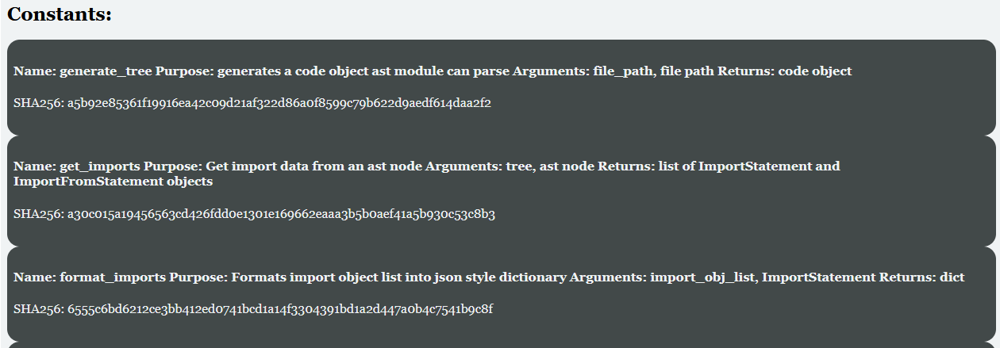 Constants:
Name: generate_tree Purpose: generates a code object ast module can parse Arguments: file_path, file path Returns: code object
SHA256: a5b92e85361f19916ea42c09d21af322d86a0f8599c79b622d9aedf614daa2f2
Name: get_imports Purpose: Get import data from an ast node Arguments: tree, ast node Returns: list of ImportStatement and
ImportFromStatement objects
SHA256: a30c015a19456563cd426fdd0e1301e169662eaaa3b5b0aef41a5b930c53c8b3
Name: format_imports Purpose: Formats import object list into json style dictionary Arguments: import_obj_list, ImportStatement Returns: dict
SHA256: 6555c6bd6212ce3bb412ed0741bcd1a14f3304391bd1a2d447a0b4c7541b9c8f